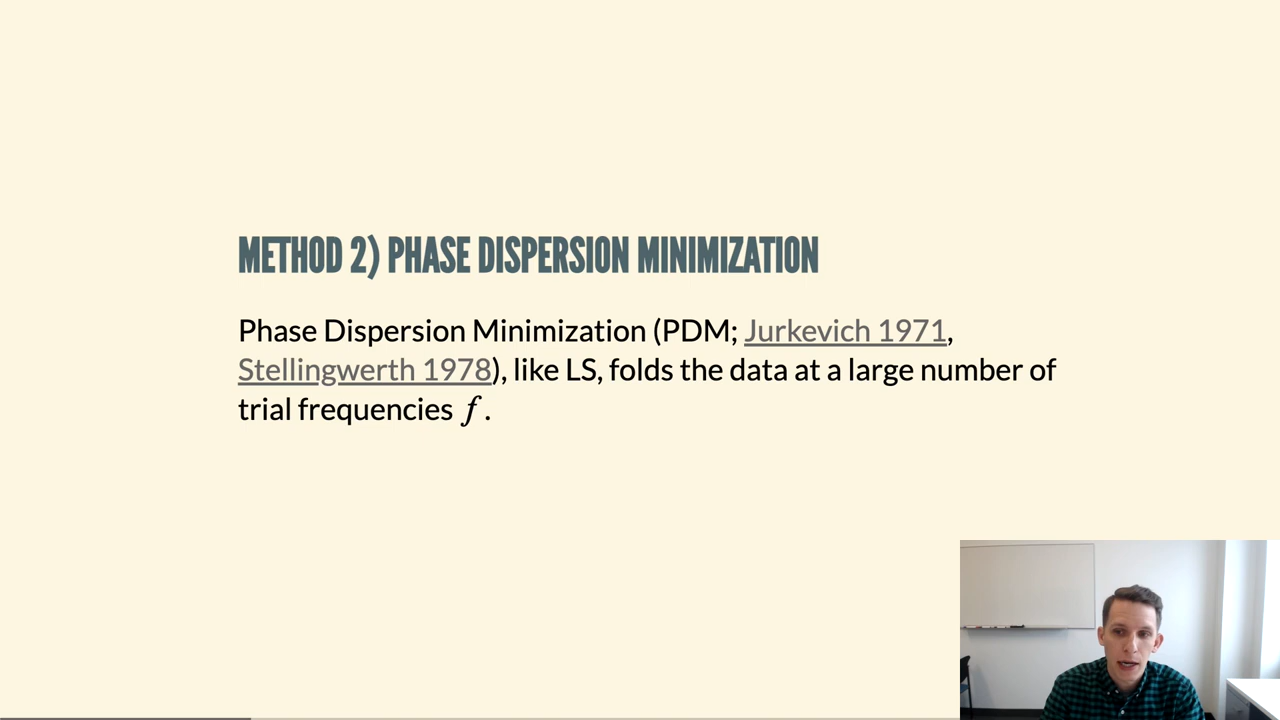 METHOD 2) PHASE DISPERSION MINIMIZATION
Phase Dispersion Minimization (PDM; Jurkevich 1971,
Stellingwerth 1978), like LS, folds the data at a large number of
trial frequencies f.